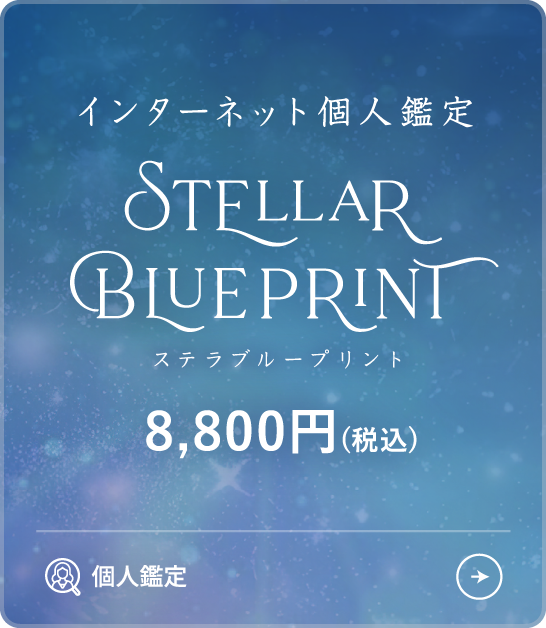 インターネット個人鑑定
STELLAR
BLUEPRINT
ステラブループリント
8,800円(税込)
個人鑑定